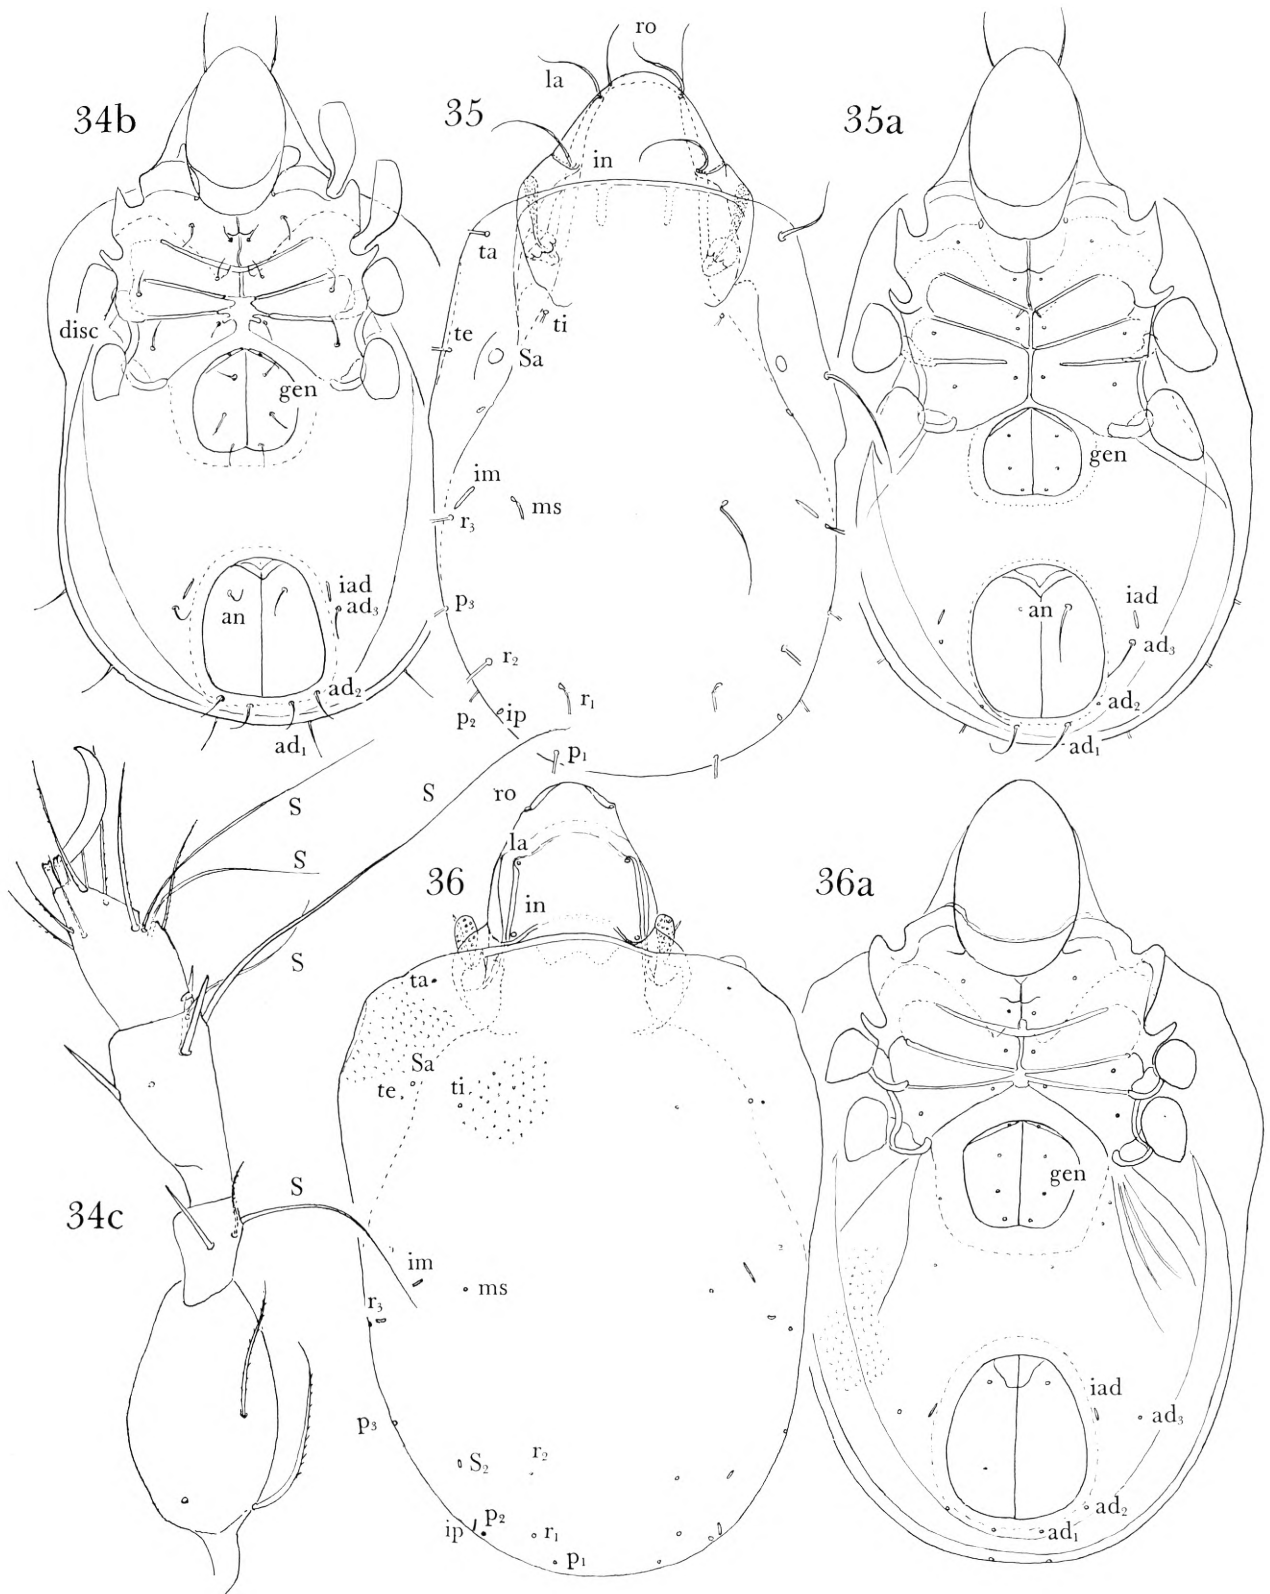 ro
la
34b
35
35a
in
ta
disc
te
ti
Sa
gen
gen
im
ms
r₃
iad
ad₃
an
p₃
an
iad
ad₃
r₂
ad₂
p₂
ip
r₁
ad₂
ad₁
p₁
ad₁
S
S
ro
S
la
36
36a
in
S
ta
Sa
te
ti
34c
S
gen
im
ms
r₃
iad
ad₃
p₃
S₂
r₂
ad₂
ip
p₂
r₁
ad₁
p₁